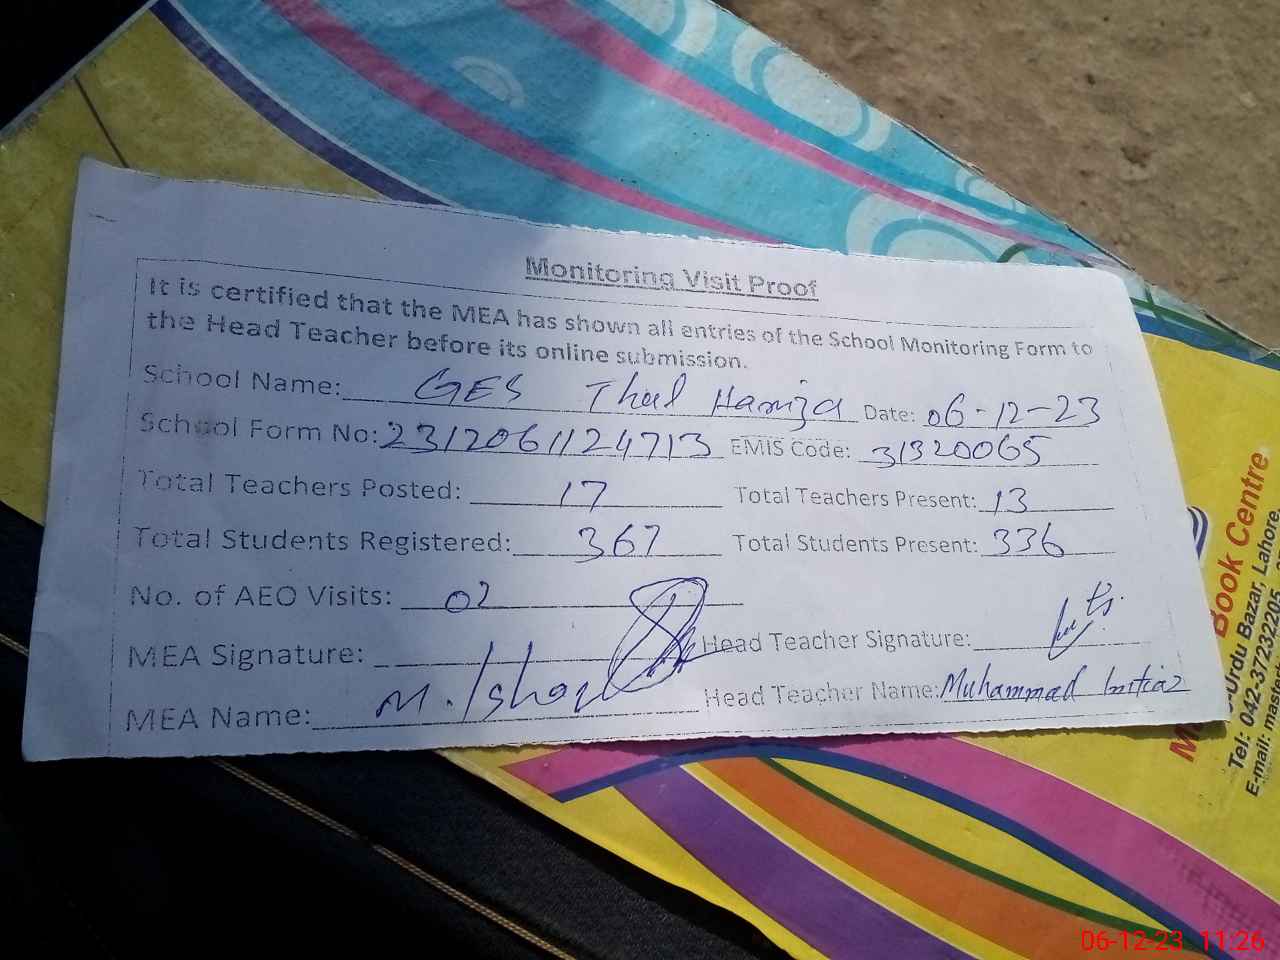 Monitoring Visit Proof
It is certified that the MEA has shown all entries of the School Monitoring Form to
the Head Teacher before its online submission.
School Name: GES Thul Hamza Date: 06-12-23
School Form No: 2312061124713 EMIS Code: 31320065
Total Teachers Posted: 17 Total Teachers Present: 13
Total Students Registered: 367 Total Students Present: 336
No. of AEO Visits: 02
MEA Signature: Head Teacher Signature:
MEA Name: M. Head Teacher Name: Muhammad Imtiaz
Book Centre
Urdu Bazar, Lahore.
Tel: 042-37232205
E-mail:
06-12-23 11:26